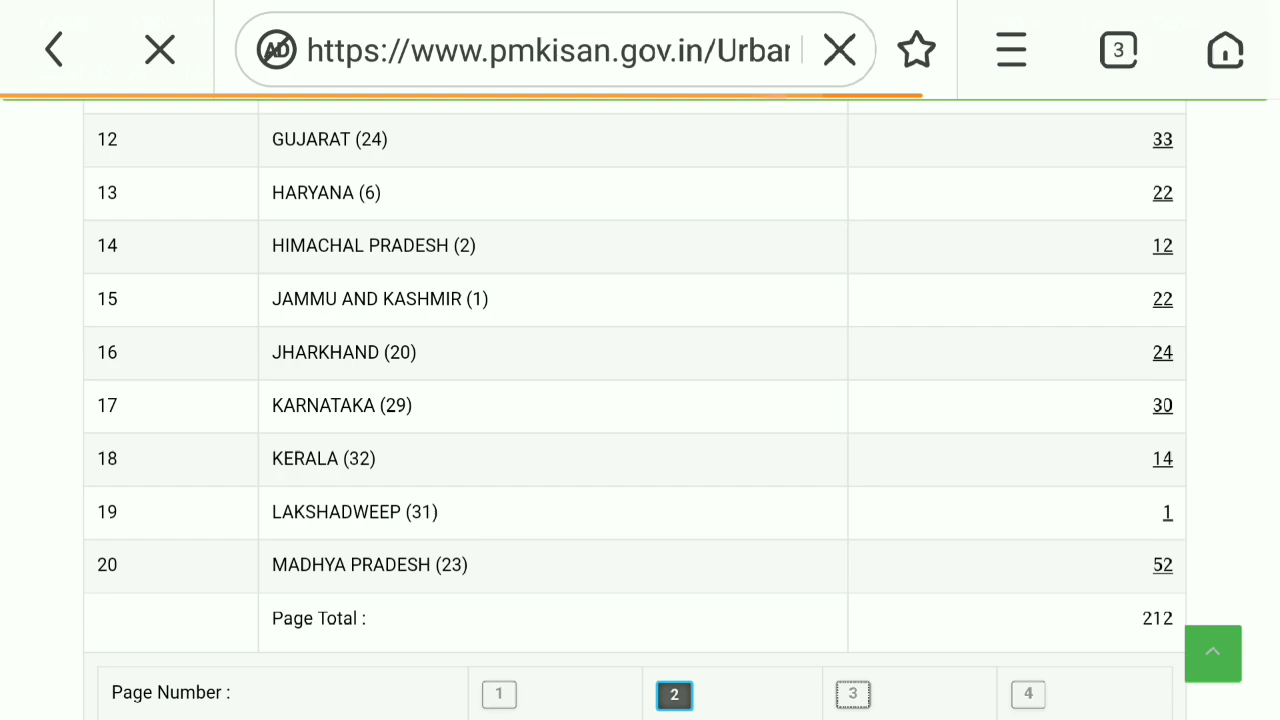 https://www.pmkisan.gov.in/Urbar
3
12 GUJARAT (24) 33
13 HARYANA (6) 22
14 HIMACHAL PRADESH (2) 12
15 JAMMU AND KASHMIR (1) 22
16 JHARKHAND (20) 24
17 KARNATAKA (29) 30
18 KERALA (32) 14
19 LAKSHADWEEP (31) 1
20 MADHYA PRADESH (23) 52
Page Total : 212
Page Number : 1 2 3 4